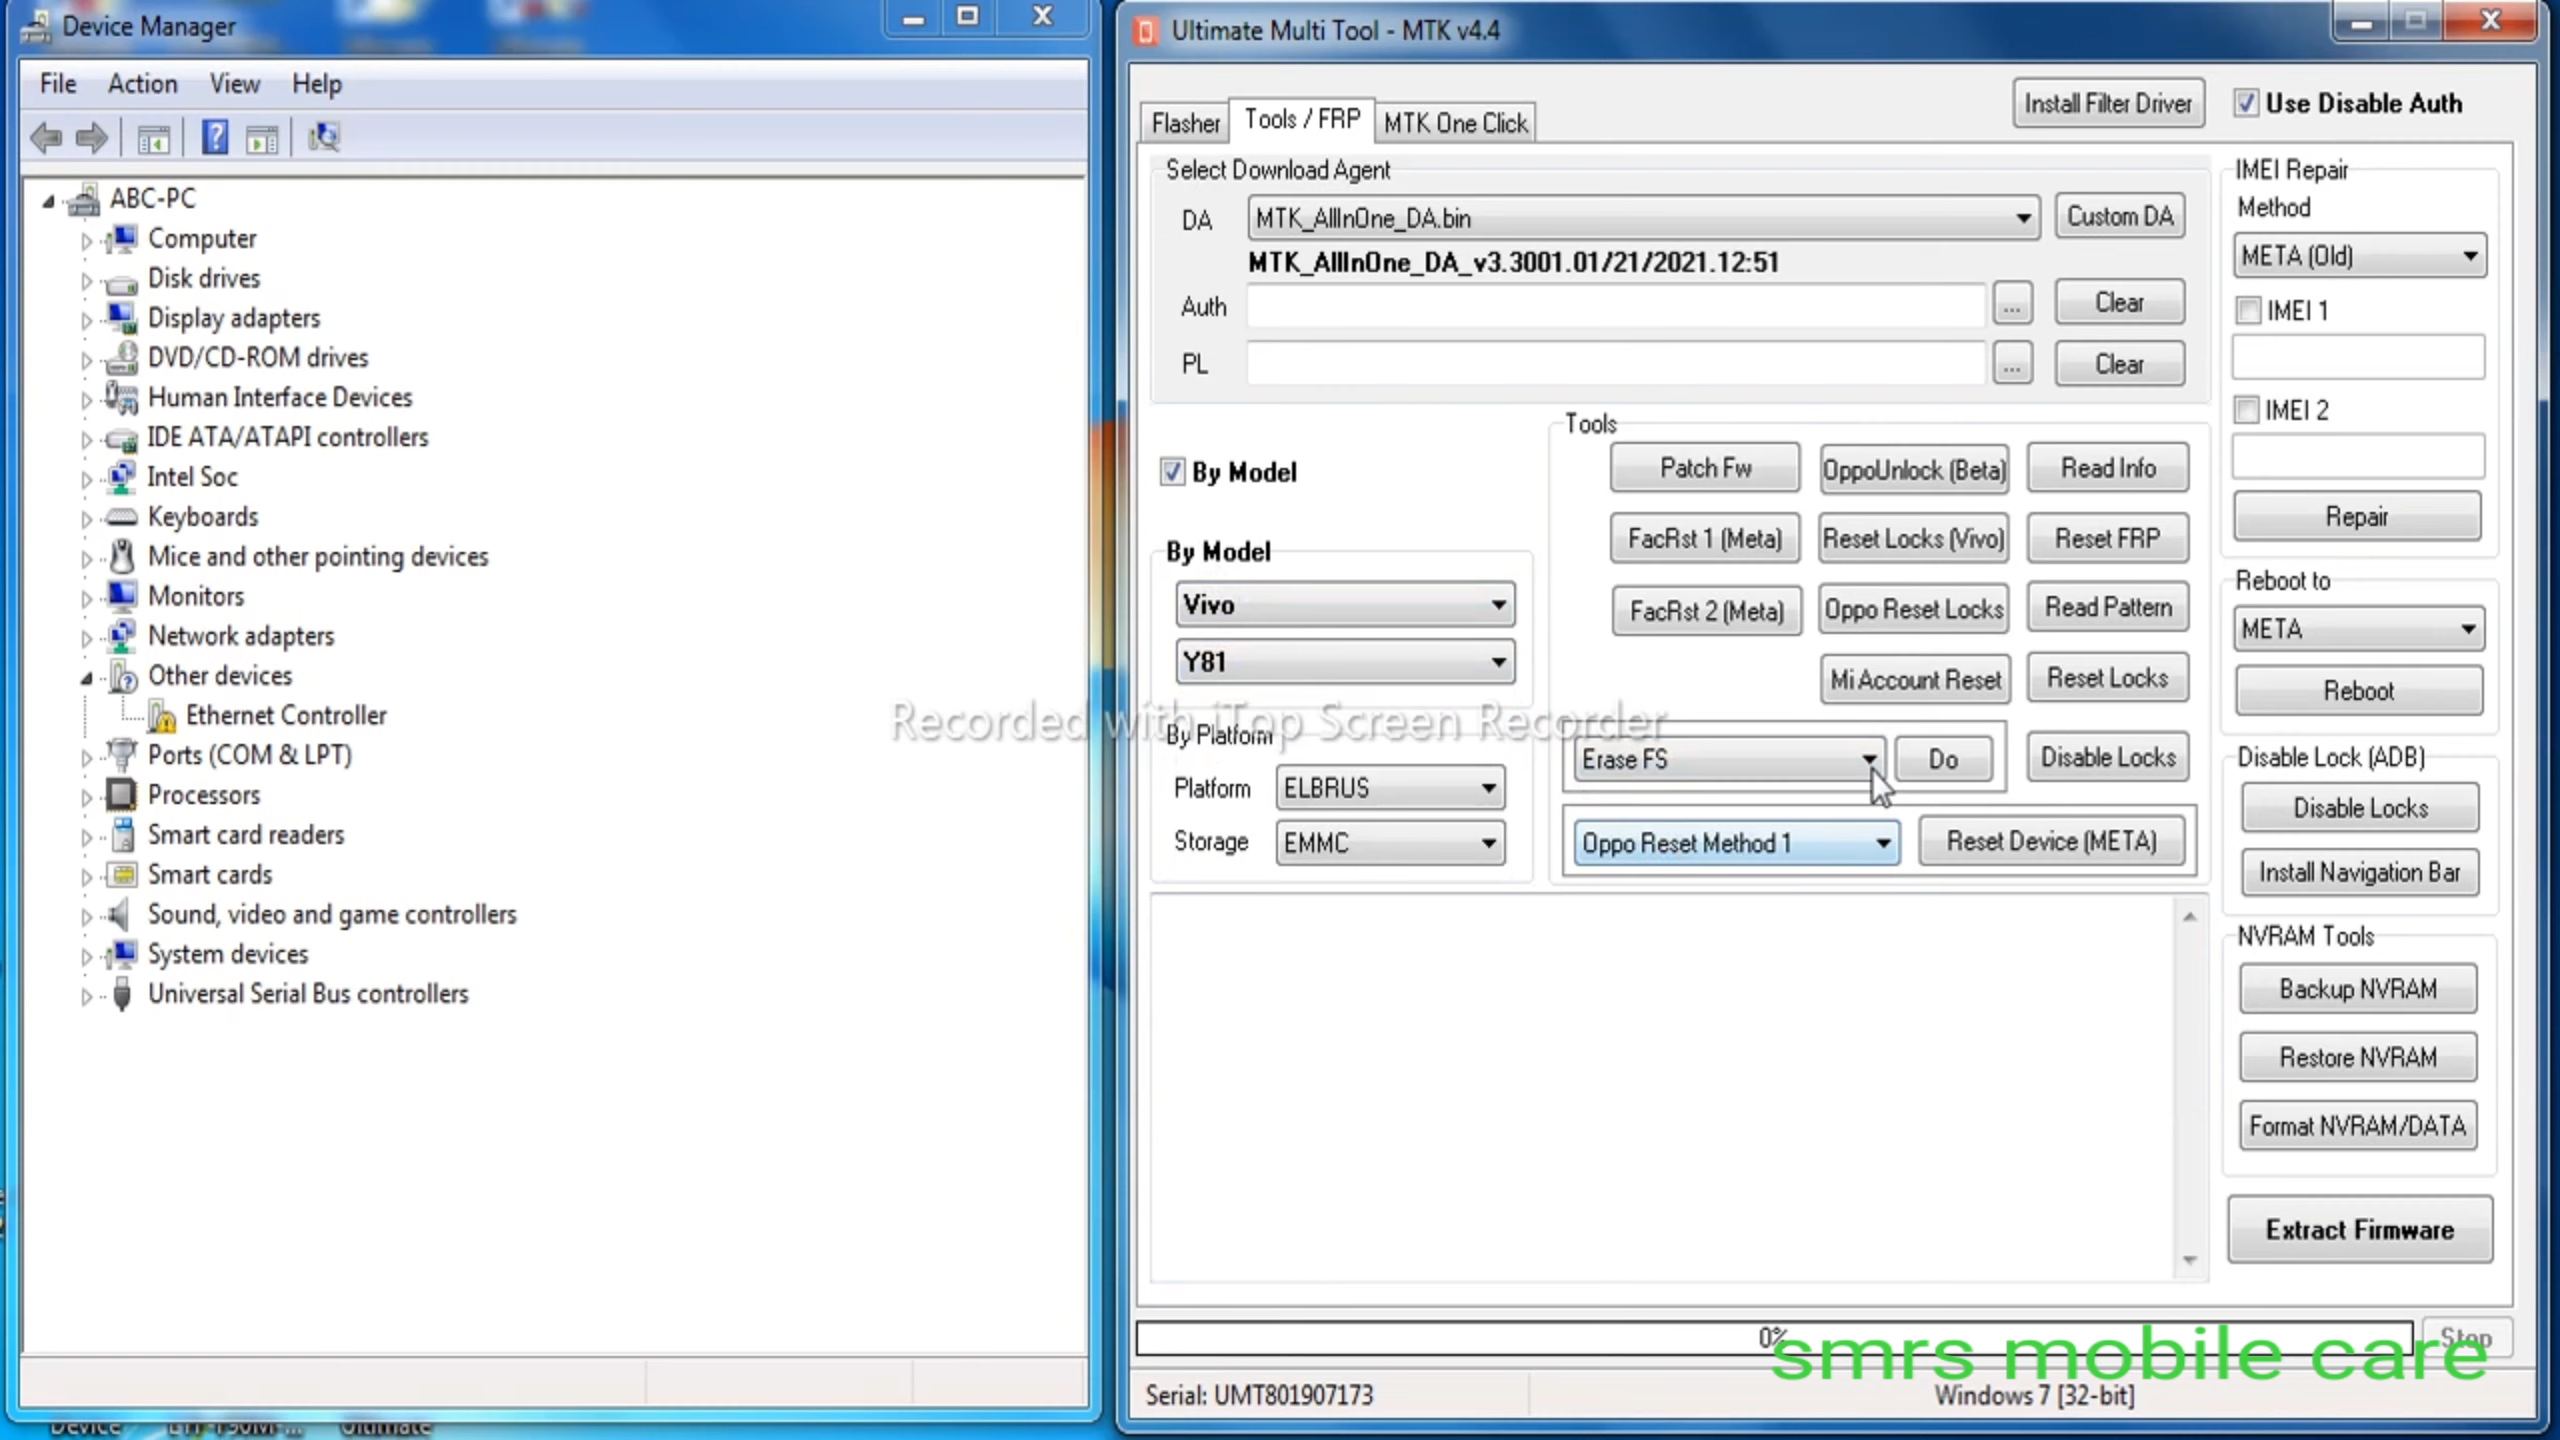 Device Manager
File Action View Help
ABC-PC
Computer
Disk drives
Display adapters
DVD/CD-ROM drives
Human Interface Devices
IDE ATA/ATAPI controllers
Intel Soc
Keyboards
Mice and other pointing devices
Monitors
Network adapters
Other devices
Ethernet Controller
Ports (COM & LPT)
Processors
Smart card readers
Smart cards
Sound, video and game controllers
System devices
Universal Serial Bus controllers
Ultimate Multi Tool - MTK v4.4
Flasher Tools / FRP MTK One Click
Install Filter Driver Use Disable Auth
Select Download Agent
DA MTK_AllInOne_DA.bin Custom DA
MTK_AllInOne_DA_v3.3001.01/21/2021.12:51
Auth ... Clear
PL ... Clear
By Model
By Model
Vivo
Y81
By Platform
Platform ELBRUS
Storage EMMC
Tools
Patch Fw OppoUnlock (Beta) Read Info
FacRst 1 (Meta) Reset Locks (Vivo) Reset FRP
FacRst 2 (Meta) Oppo Reset Locks Read Pattern
Mi Account Reset Reset Locks
Erase FS Do Disable Locks
Oppo Reset Method 1 Reset Device (META)
IMEI Repair
Method
META (Old)
IMEI 1
IMEI 2
Repair
Reboot to
META
Reboot
Disable Lock (ADB)
Disable Locks
Install Navigation Bar
NVRAM Tools
Backup NVRAM
Restore NVRAM
Format NVRAM/DATA
Extract Firmware
Recorded with iTop Screen Recorder
0% Stop
smrs mobile care
Serial: UMT801907173 Windows 7 [32-bit]
Device Ultimate